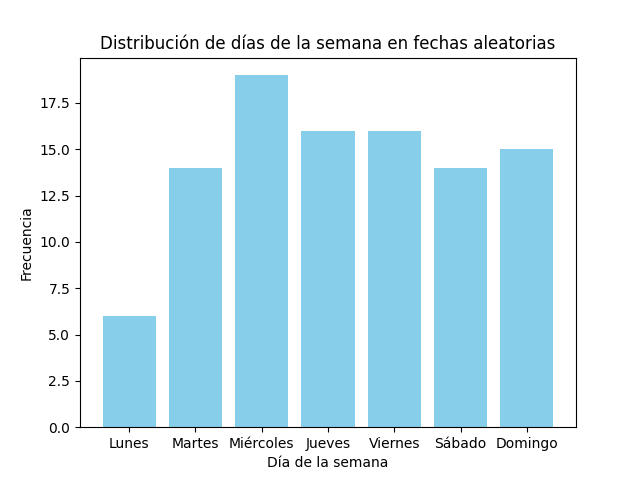 Distribución de días de la semana en fechas aleatorias
Frecuencia
17.5
15.0
12.5
10.0
7.5
5.0
2.5
0.0
Lunes Martes Miércoles Jueves Viernes Sábado Domingo
Día de la semana